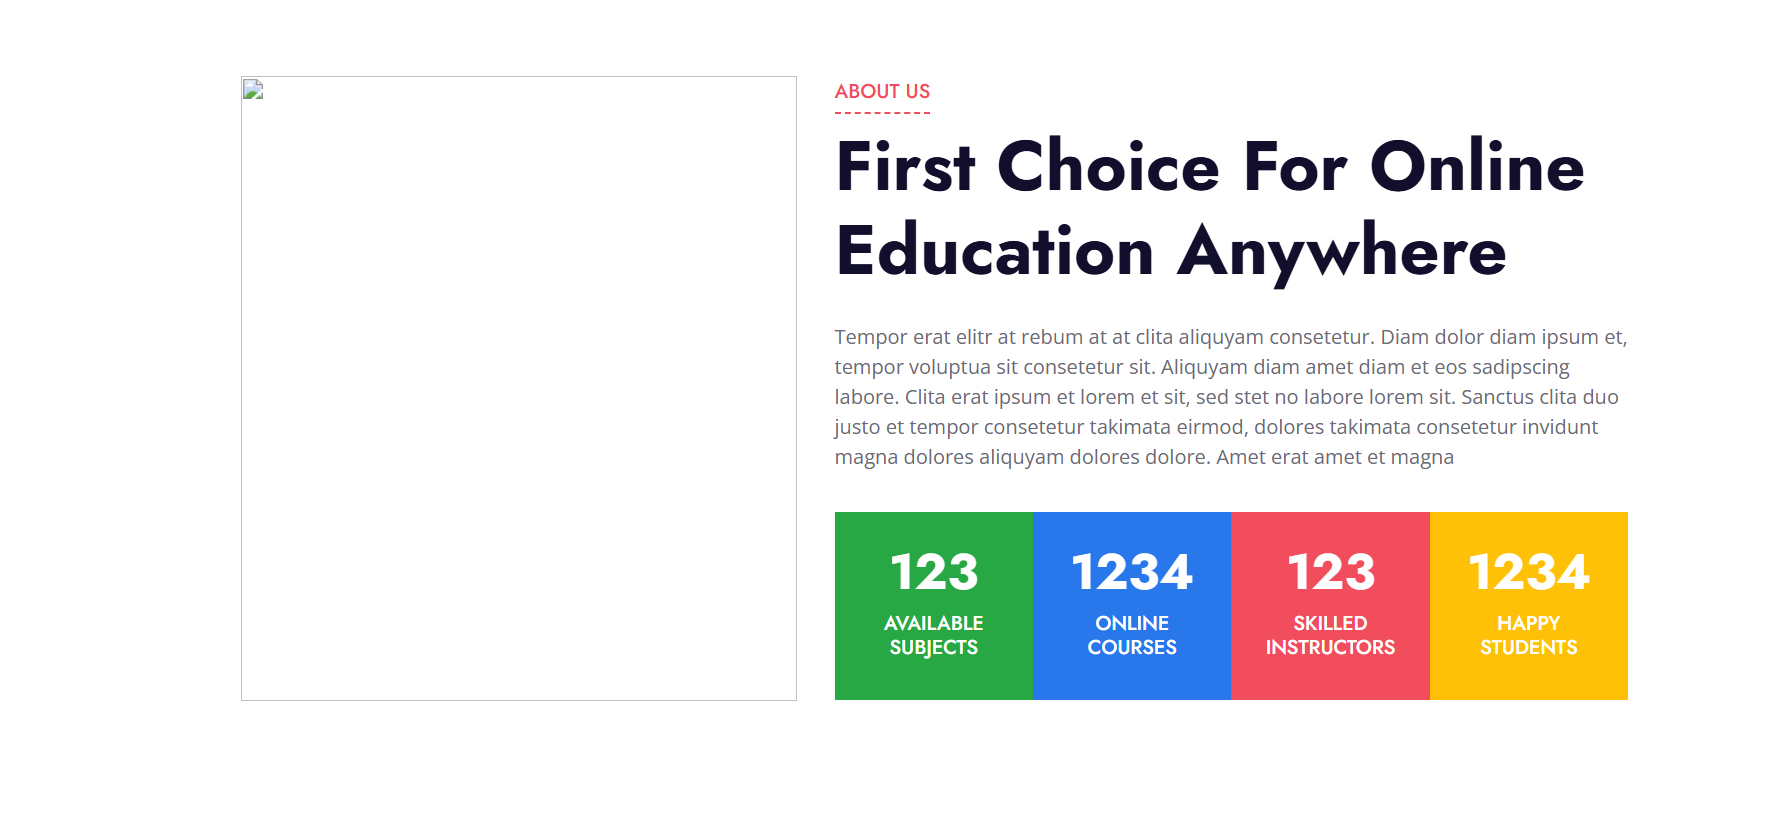 ABOUT US
First Choice For Online
Education Anywhere
Tempor erat elitr at rebum at at clita aliquyam consetetur. Diam dolor diam ipsum et,
tempor voluptua sit consetetur sit. Aliquyam diam amet diam et eos sadipscing
labore. Clita erat ipsum et lorem et sit, sed stet no labore lorem sit. Sanctus clita duo
justo et tempor consetetur takimata eirmod, dolores takimata consetetur invidunt
magna dolores aliquyam dolores dolore. Amet erat amet et magna
123
AVAILABLE
SUBJECTS
1234
ONLINE
COURSES
123
SKILLED
INSTRUCTORS
1234
HAPPY
STUDENTS